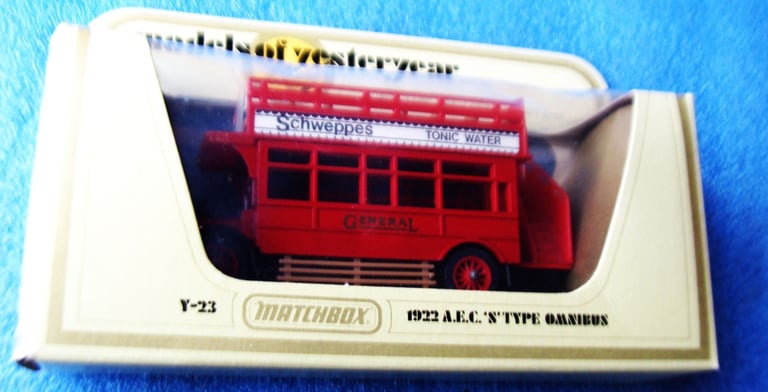 models of yesteryear
Schweppes TONIC WATER
GENERAL
Y-23 MATCHBOX 1922 A.E.C. 'S' TYPE OMNIBUS